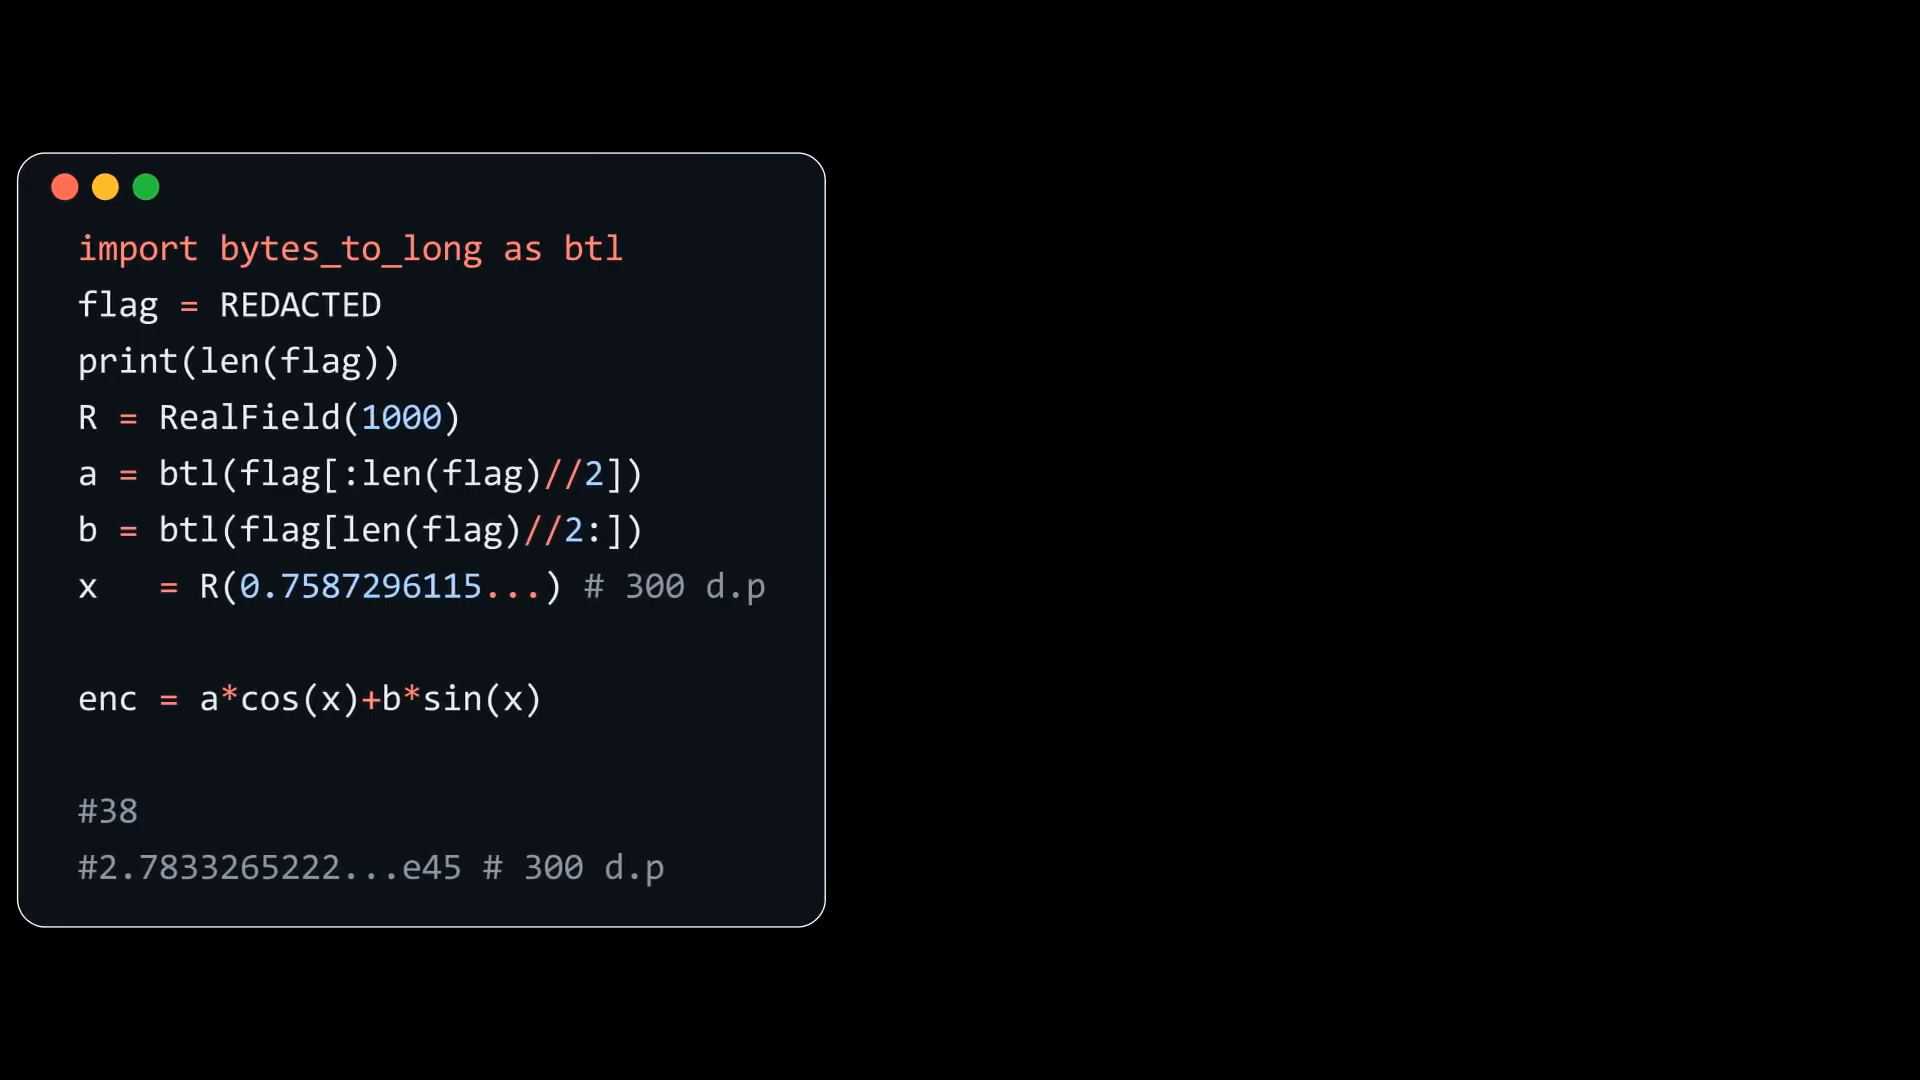 import bytes_to_long as btl
flag = REDACTED
print(len(flag))
R = RealField(1000)
a = btl(flag[:len(flag)//2])
b = btl(flag[len(flag)//2:])
x   = R(0.7587296115...) # 300 d.p
enc = a*cos(x)+b*sin(x)
#38
#2.7833265222...e45 # 300 d.p